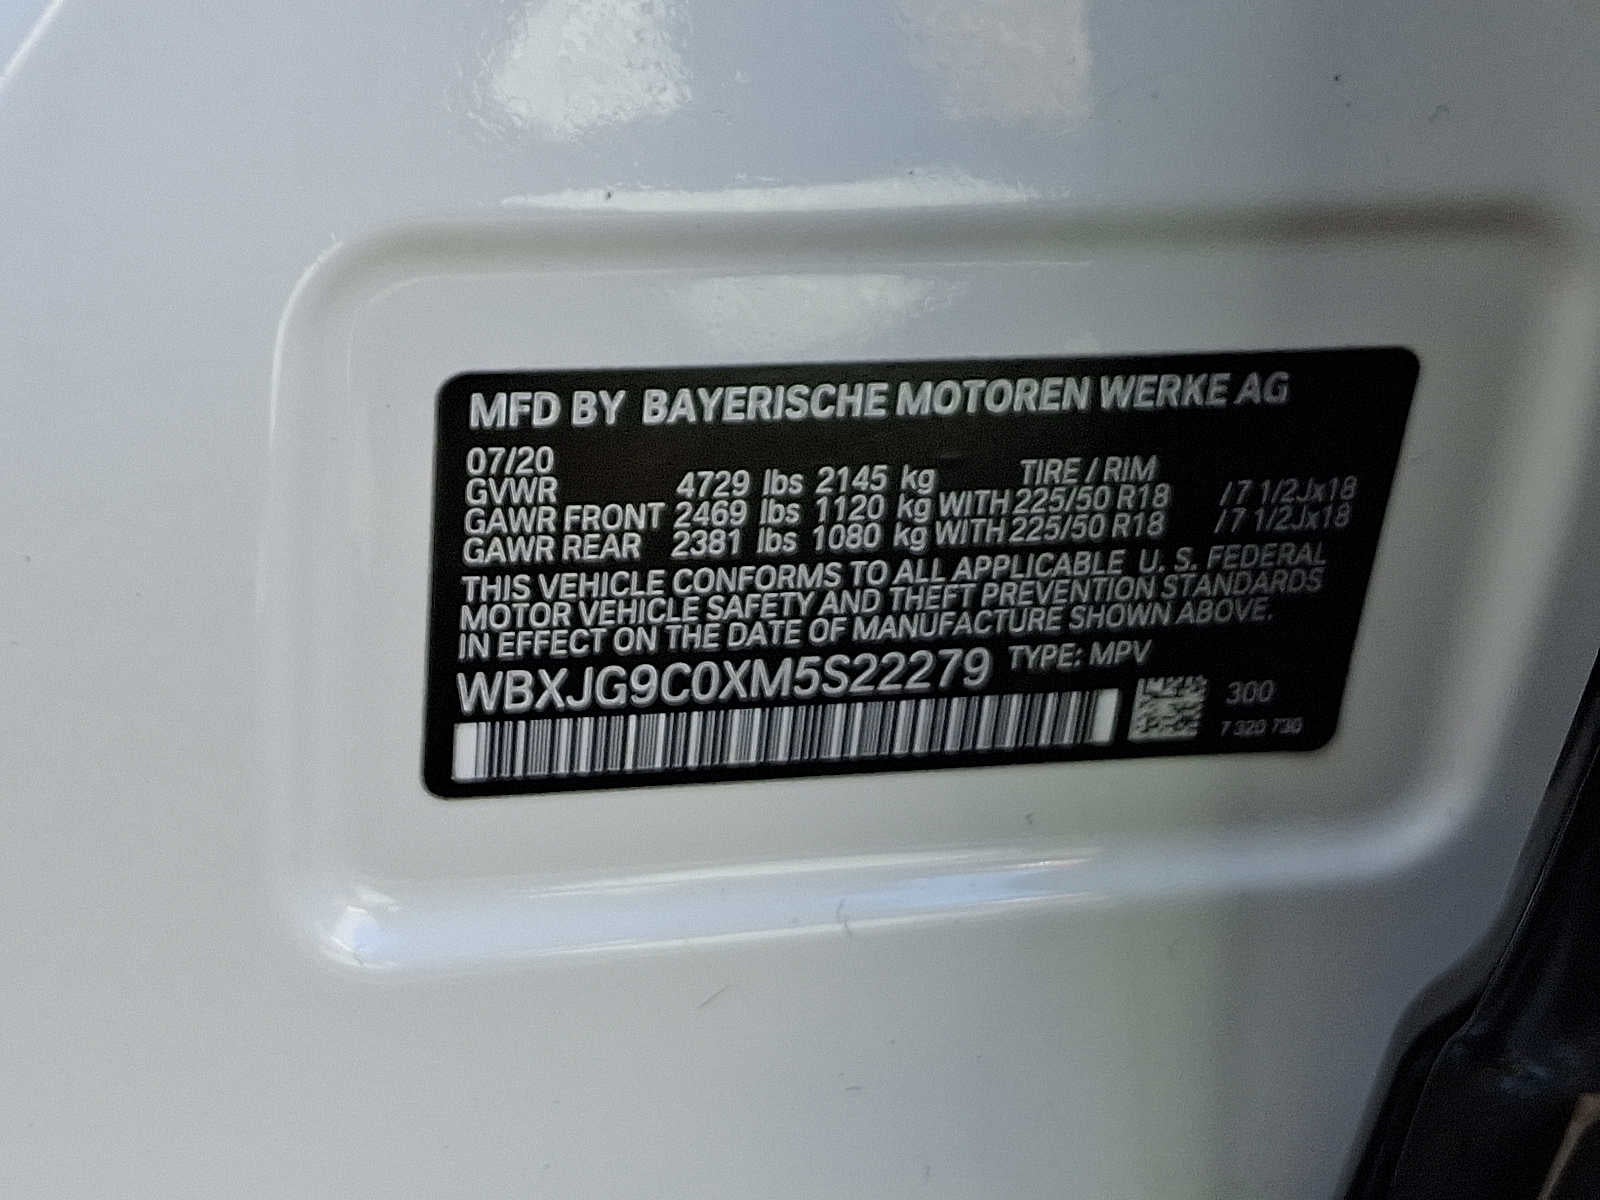 MFD BY BAYERISCHE MOTOREN WERKE AG
07/20
GVWR 4729 lbs 2145 kg TIRE / RIM
GAWR FRONT 2469 lbs 1120 kg WITH 225/50 R18 / 7 1/2Jx18
GAWR REAR 2381 lbs 1080 kg WITH 225/50 R18 / 7 1/2Jx18
THIS VEHICLE CONFORMS TO ALL APPLICABLE U. S. FEDERAL
MOTOR VEHICLE SAFETY AND THEFT PREVENTION STANDARDS
IN EFFECT ON THE DATE OF MANUFACTURE SHOWN ABOVE.
WBXJG9C0XM5S22279 TYPE: MPV
300
7 320 730